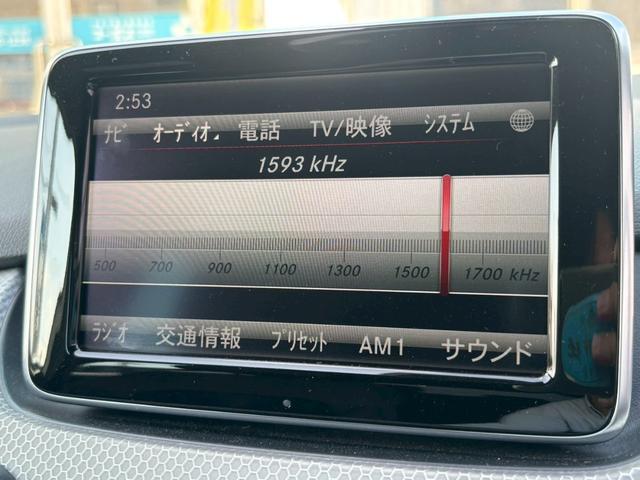 2:53
ナビ オーディオ 電話 TV/映像 システム
1593 kHz
500 700 900 1100 1300 1500 1700 kHz
ラジオ 交通情報 プリセット AM1 サウンド